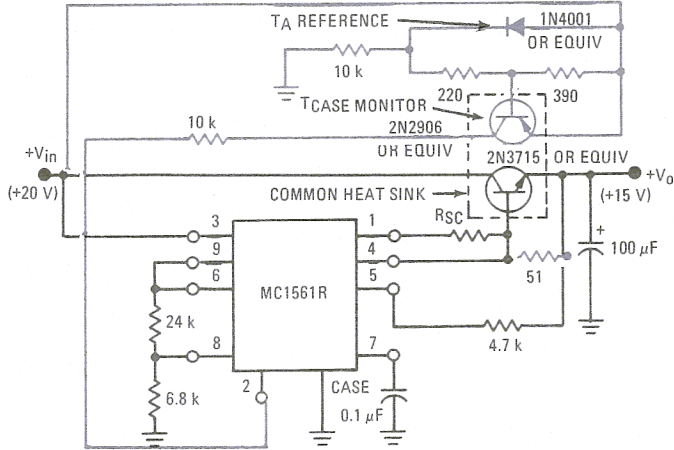 TA REFERENCE
1N4001
OR EQUIV
10 k
220
390
TCASE MONITOR
10 k
2N2906
OR EQUIV
+Vin
(+20 V)
2N3715
OR EQUIV
+Vo
(+15 V)
COMMON HEAT SINK
RSC
3
1
9
4
6
5
MC1561R
51
+
100 µF
24 k
8
7
4.7 k
2
CASE
6.8 k
0.1 µF